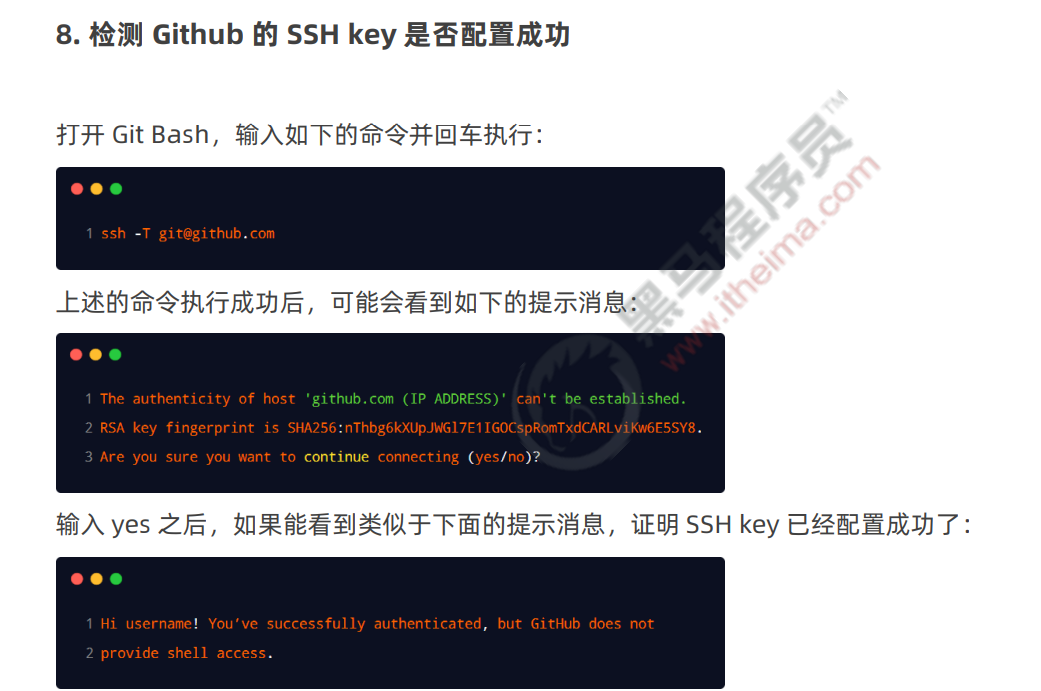 8. 检测 Github 的 SSH key 是否配置成功
打开 Git Bash，输入如下的命令并回车执行：
1 ssh -T git@github.com
上述的命令执行成功后，可能会看到如下的提示消息：
1 The authenticity of host 'github.com (IP ADDRESS)' can't be established.
2 RSA key fingerprint is SHA256:nThbg6kXUpJWGl7E1IGOCspRomTxdCARLviKw6E5SY8.
3 Are you sure you want to continue connecting (yes/no)?
输入 yes 之后，如果能看到类似于下面的提示消息，证明 SSH key 已经配置成功了：
1 Hi username! You’ve successfully authenticated, but GitHub does not
2 provide shell access.
黑马程序员™
www.itheima.com